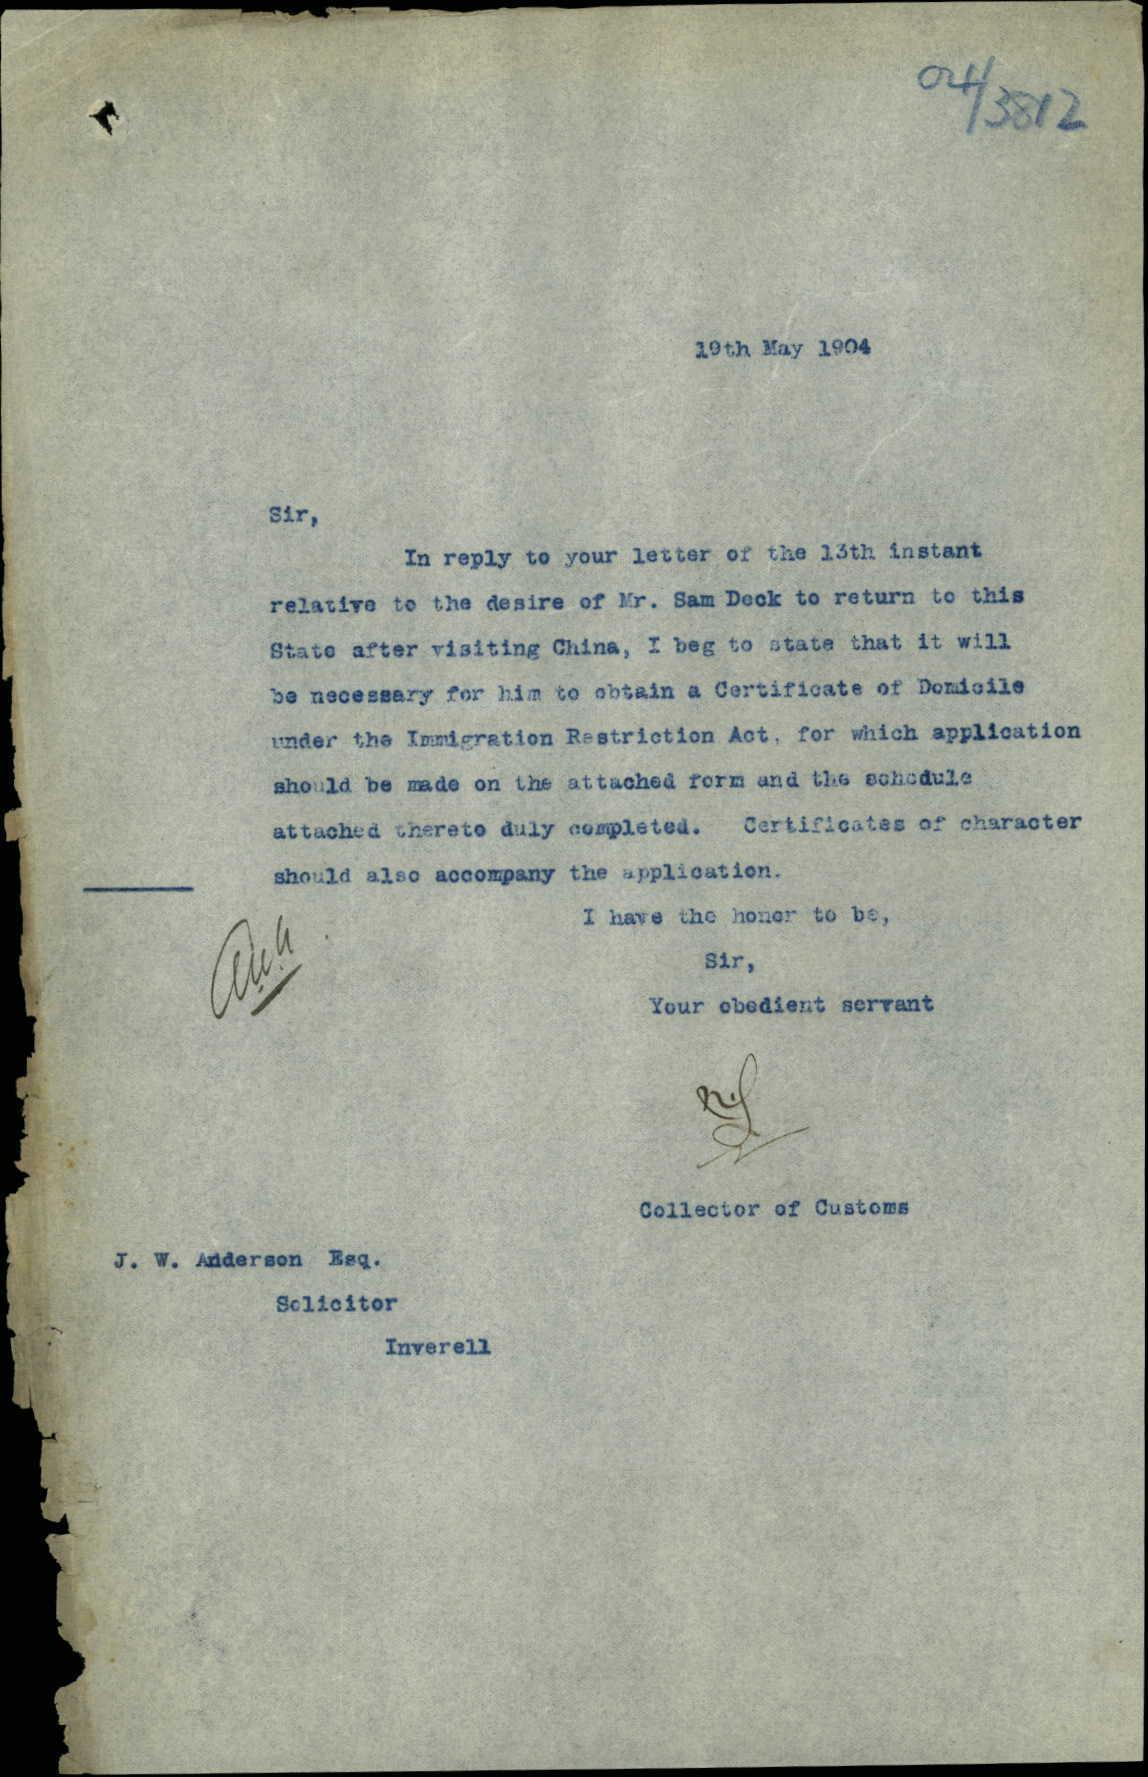 04/3812
19th May 1904
Sir,
In reply to your letter of the 13th instant
relative to the desire of Mr. Sam Deck to return to this
State after visiting China, I beg to state that it will
be necessary for him to obtain a Certificate of Domicile
under the Immigration Restriction Act, for which application
should be made on the attached form and the schedule
attached thereto duly completed. Certificates of character
should also accompany the application.
I have the honor to be,
Sir,
Your obedient servant
Collector of Customs
J. W. Anderson Esq.
Solicitor
Inverell